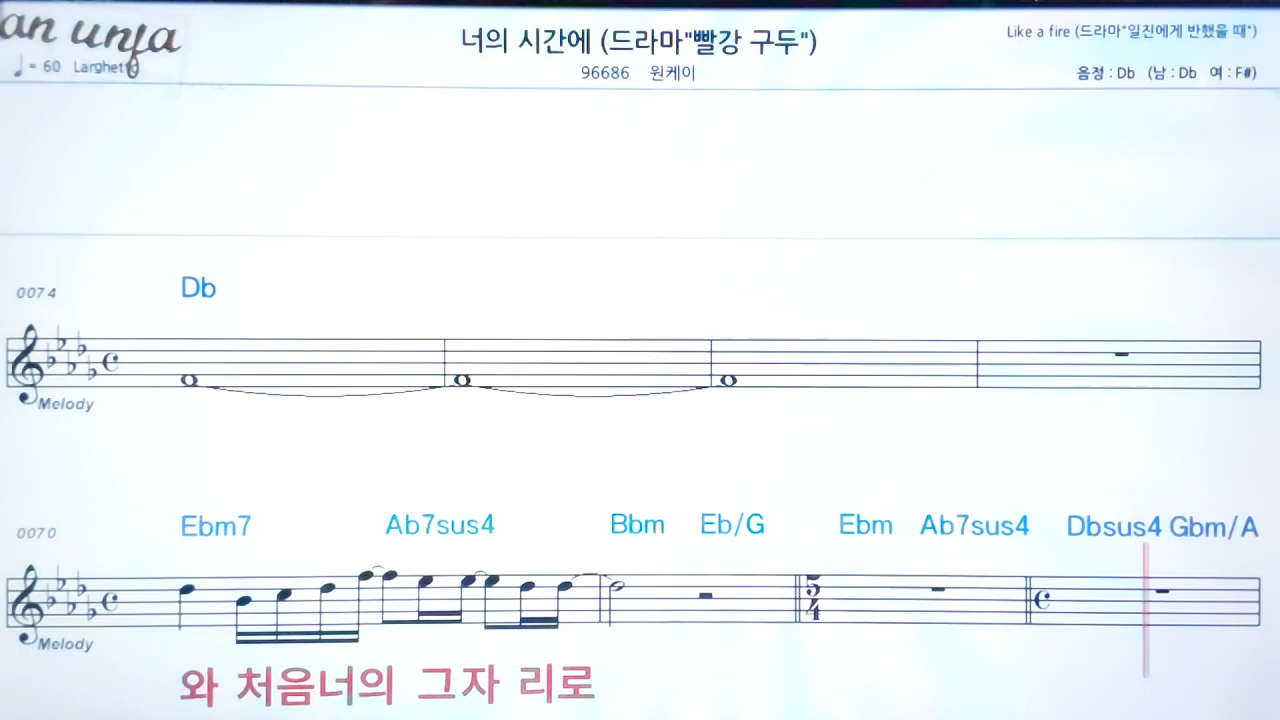 an unfa
너의 시간에 (드라마"빨강 구두")
Like a fire (드라마"일진에게 반했을 때")
♩ = 60 Larghetto
96686 원케이
음정 : Db (남 : Db 여 : F#)
0074
Db
Melody
0070
Ebm7 Ab7sus4 Bbm Eb/G Ebm Ab7sus4 Dbsus4 Gbm/A
5
4
Melody
와 처음너의 그자 리로